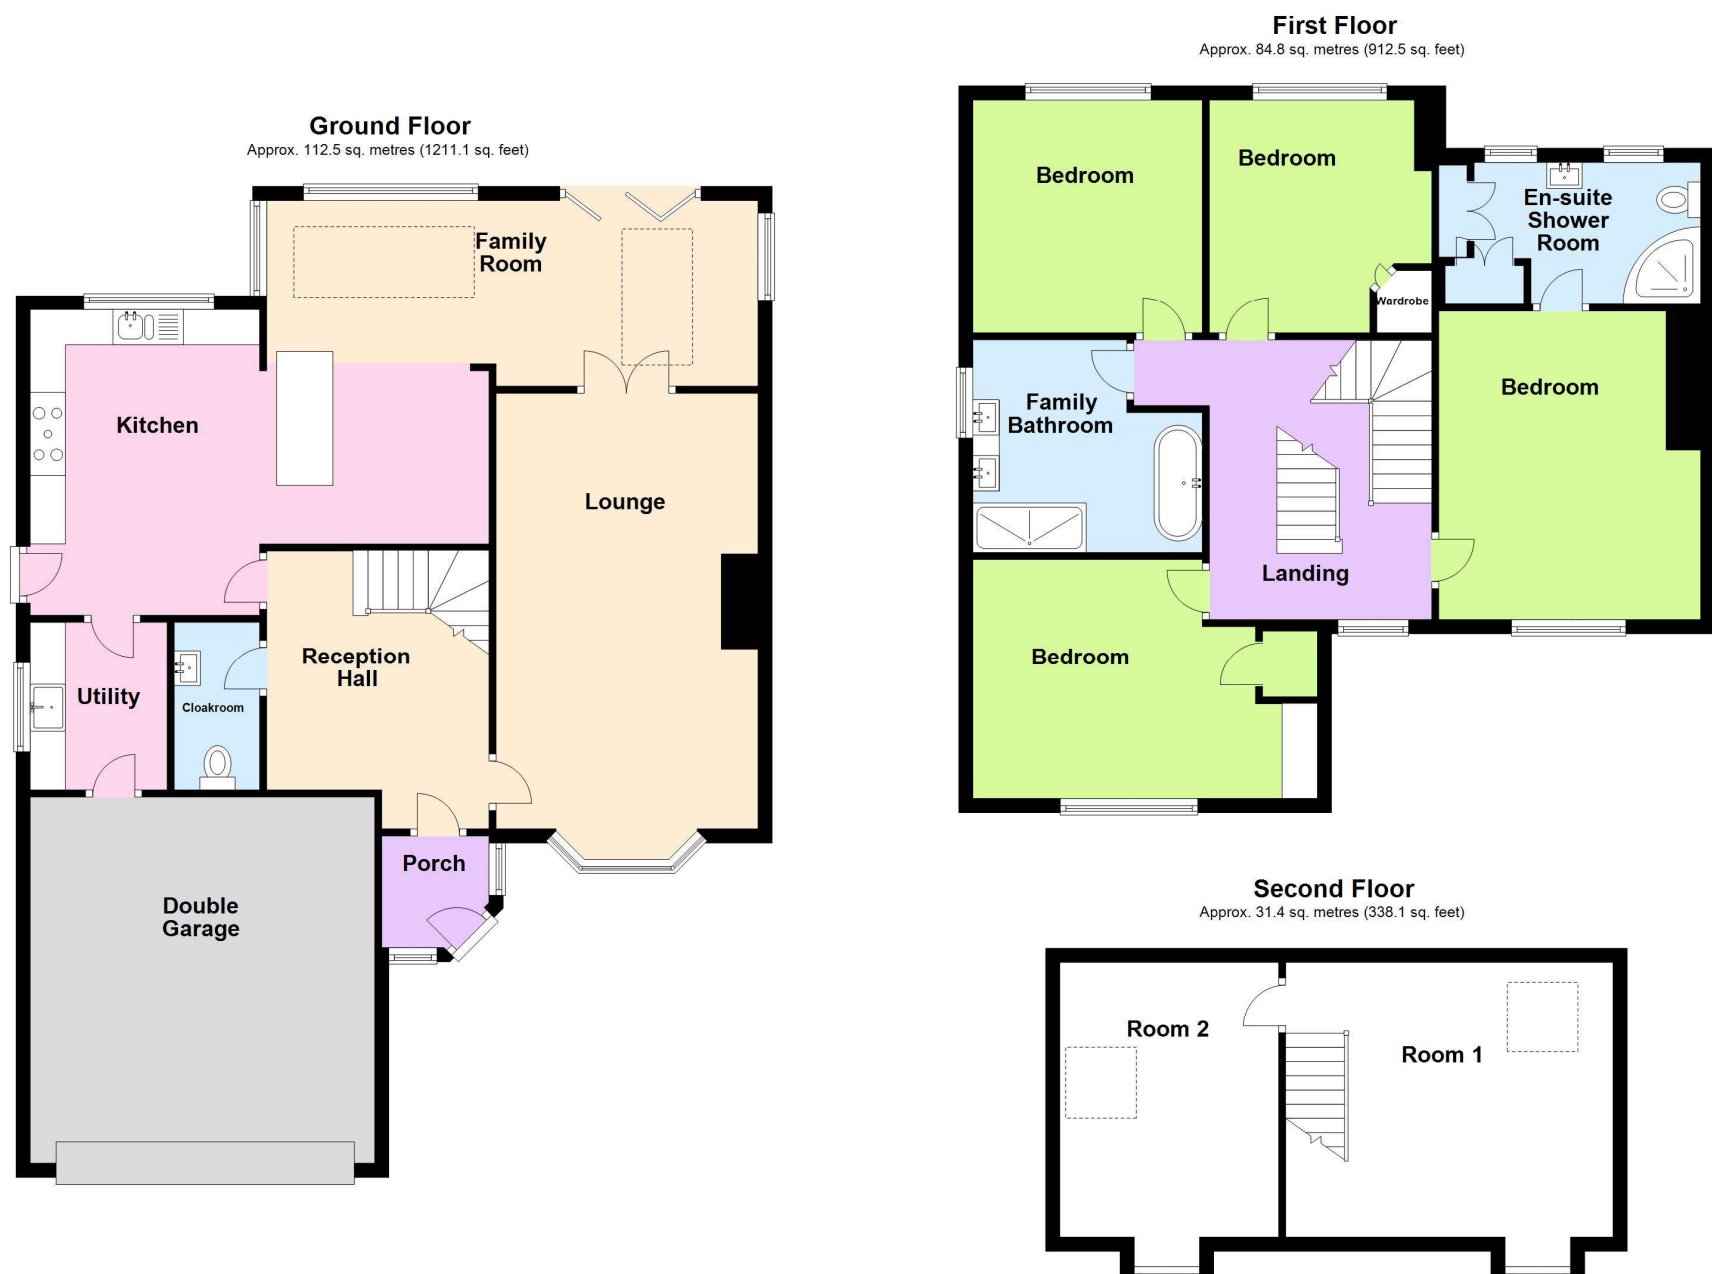 Ground Floor
Approx. 112.5 sq. metres (1211.1 sq. feet)
Family
Room
Kitchen
Lounge
Reception
Hall
Utility
Cloakroom
Porch
Double
Garage
First Floor
Approx. 84.8 sq. metres (912.5 sq. feet)
Bedroom
Bedroom
En-suite
Shower
Room
Wardrobe
Family
Bathroom
Bedroom
Landing
Bedroom
Second Floor
Approx. 31.4 sq. metres (338.1 sq. feet)
Room 2
Room 1